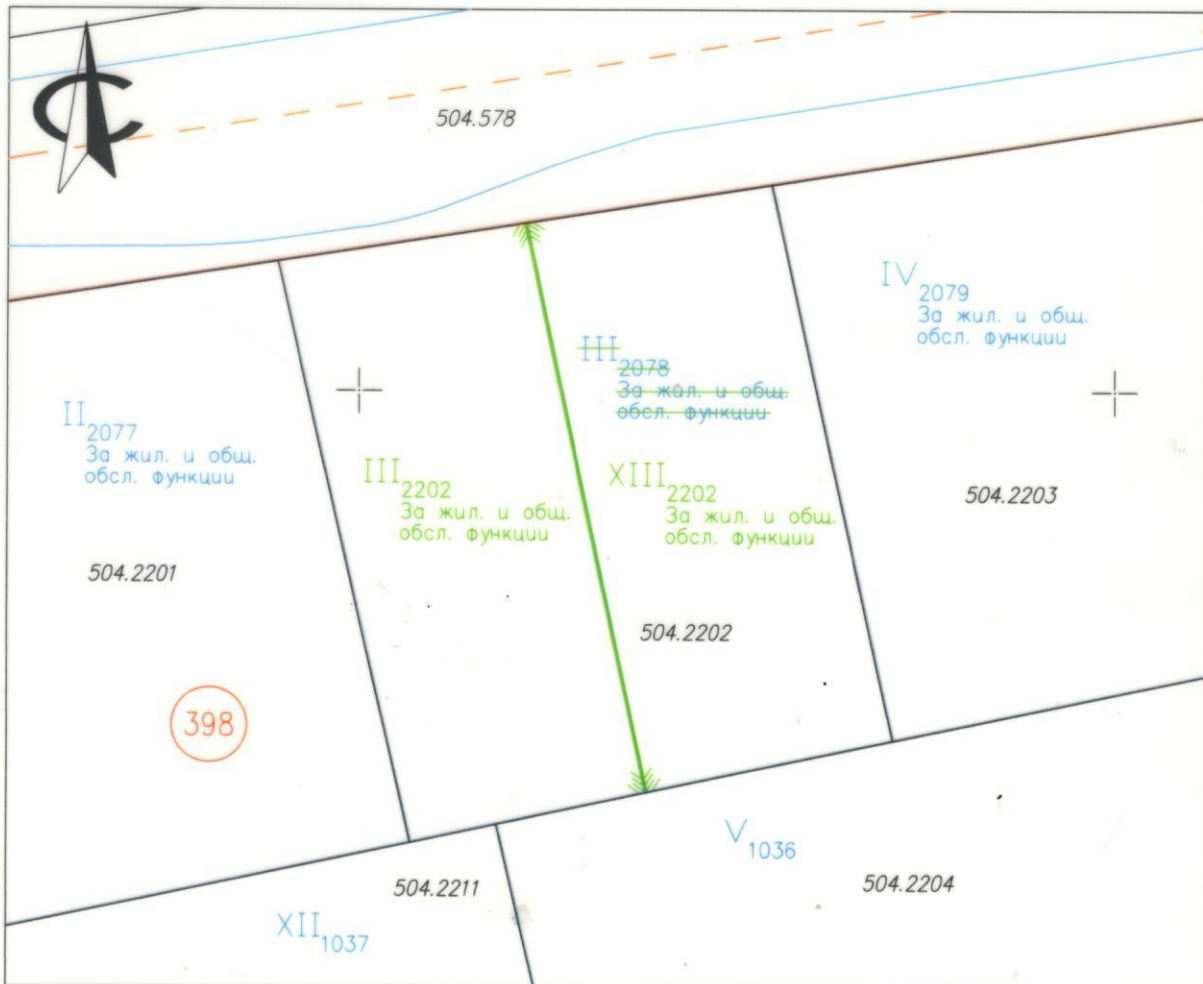 504.578
IV 2079
За жил. и общ.
обсл. функции
III 2078
За жил. и общ.
обсл. функции
II 2077
За жил. и общ.
обсл. функции
III 2202
За жил. и общ.
обсл. функции
XIII 2202
За жил. и общ.
обсл. функции
504.2203
504.2201
504.2202
398
V 1036
504.2211
504.2204
XII 1037